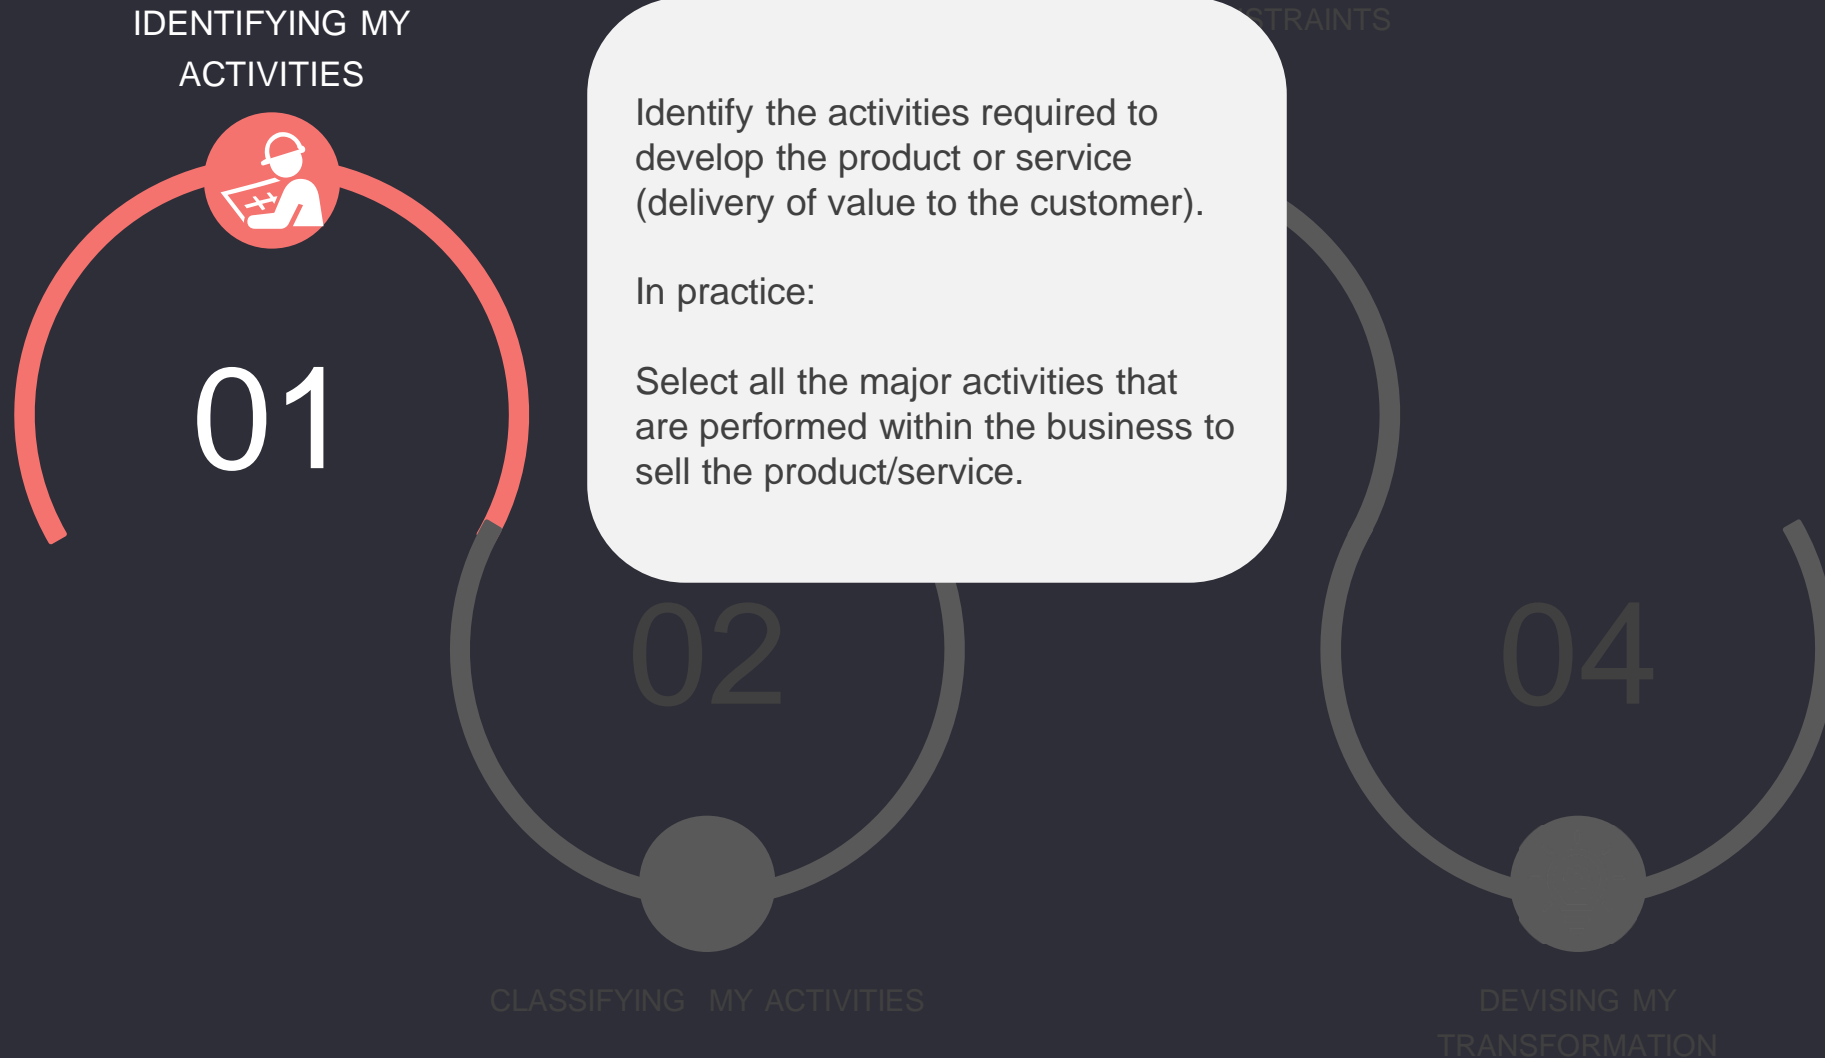 IDENTIFYING MY
ACTIVITIES
01
STRAINTS
Identify the activities required to
develop the product or service
(delivery of value to the customer).
In practice:
Select all the major activities that
are performed within the business to
sell the product/service.
02
04
CLASSIFYING MY ACTIVITIES
DEVISING MY
TRANSFORMATION